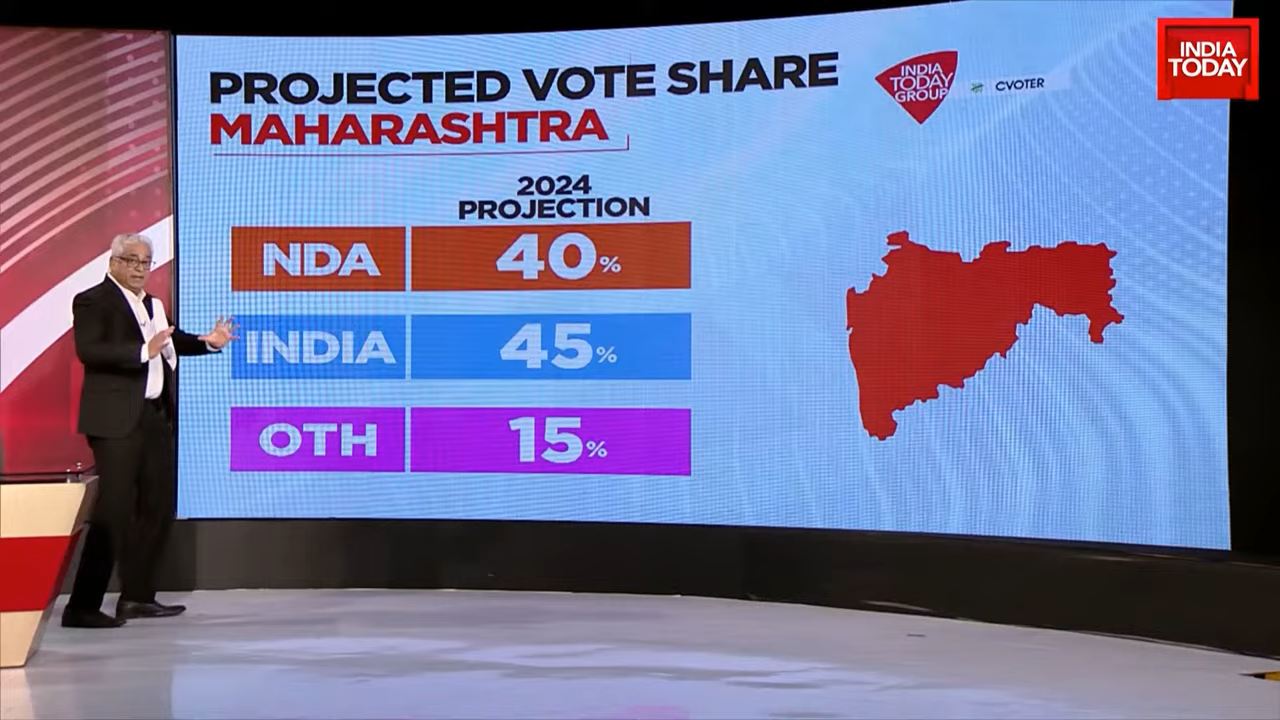 PROJECTED VOTE SHARE
MAHARASHTRA
INDIA
TODAY
GROUP
CVOTER
INDIA
TODAY
2024
PROJECTION
NDA 40%
INDIA 45%
OTH 15%